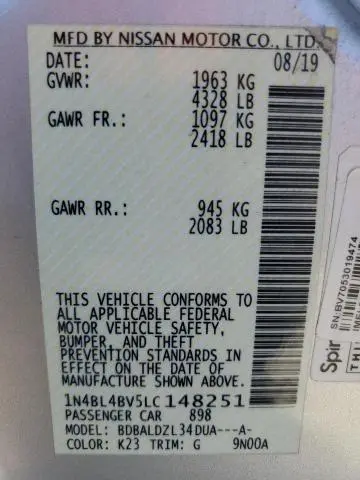 MFD BY NISSAN MOTOR CO., LTD.
DATE: 08/19
GVWR: 1963 KG
4328 LB
GAWR FR.: 1097 KG
2418 LB
GAWR RR.: 945 KG
2083 LB
THIS VEHICLE CONFORMS TO
ALL APPLICABLE FEDERAL
MOTOR VEHICLE SAFETY,
BUMPER, AND THEFT
PREVENTION STANDARDS
IN EFFECT ON THE DATE OF
MANUFACTURE SHOWN ABOVE.
1N4BL4BV5LC148251
PASSENGER CAR 898
MODEL: BDBALDZL34DUA---A-
COLOR: K23 TRIM: G 9N00A
SN:BV7053019474
Spir